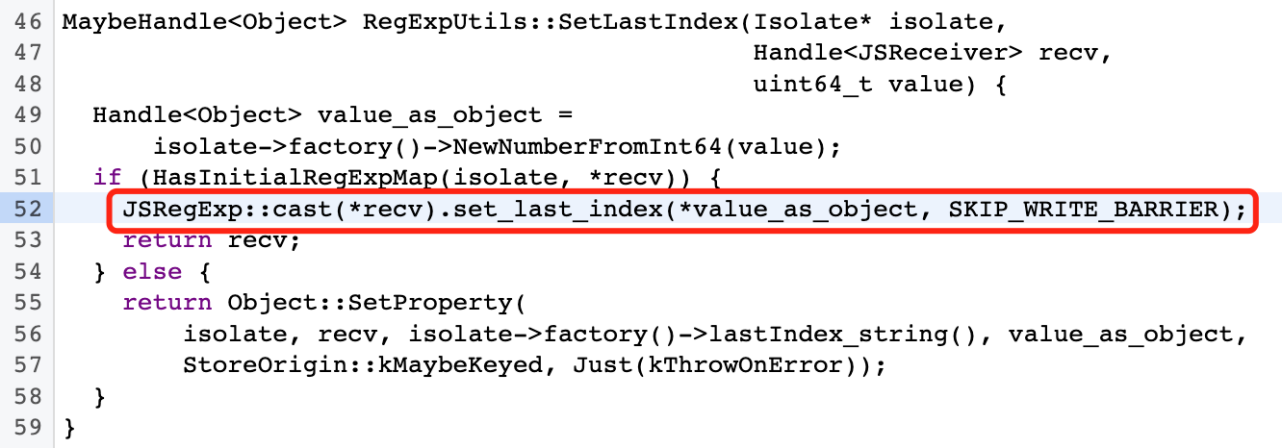 46 MaybeHandle<Object> RegExpUtils::SetLastIndex(Isolate* isolate,
47                                               Handle<JSReceiver> recv,
48                                               uint64_t value) {
49   Handle<Object> value_as_object =
50       isolate->factory()->NewNumberFromInt64(value);
51   if (HasInitialRegExpMap(isolate, *recv)) {
52     JSRegExp::cast(*recv).set_last_index(*value_as_object, SKIP_WRITE_BARRIER);
53     return recv;
54   } else {
55     return Object::SetProperty(
56         isolate, recv, isolate->factory()->lastIndex_string(), value_as_object,
57         StoreOrigin::kMaybeKeyed, Just(kThrowOnError));
58   }
59 }